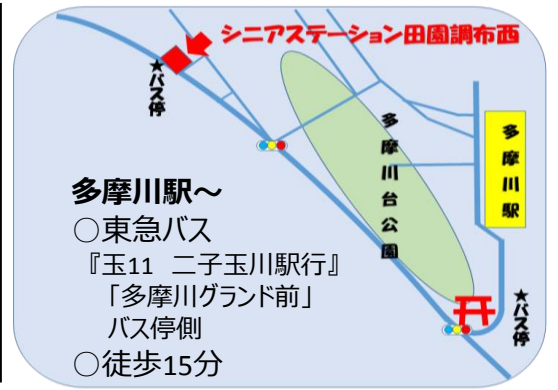 シニアステーション田園調布西
★バス停
多摩川台公園
多摩川駅
多摩川駅～
○東急バス
『玉11 二子玉川駅行』
「多摩川グランド前」
バス停側
○徒歩15分
★バス停